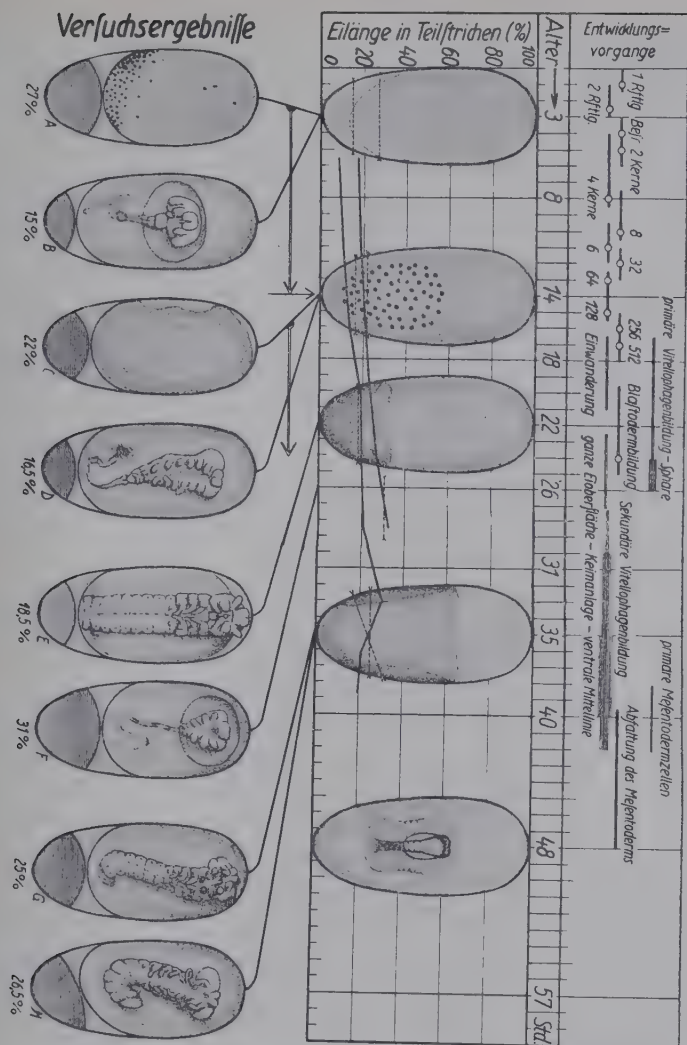 primäre Vitellophagenbildung – Sphäre
primäre Meſentodermzellen
Entwicklungs=
vorgange
1 Rftlg Befr 2 Kerne 8 32 256 512 Blaſtodermbildung Sekundäre Vitellophagenbildung Abfaltung des Meſentoderms
2 Rftlg. 4 Kerne 6 64 128 Einwanderung ganze Eioberfläche – Keimanlage – ventrale Mittellinie
Alter 3 8 14 18 22 26 31 35 40 48 57 Std.
Eilänge in Teilſtrichen (%)
100
80
60
40
20
0
Verſuchsergebniſſe
A B C D E F G M
27% 15% 22% 16,5% 18,5% 31% 25% 26,5%